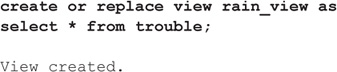 create or replace view rain_view as
select * from trouble;
View created.